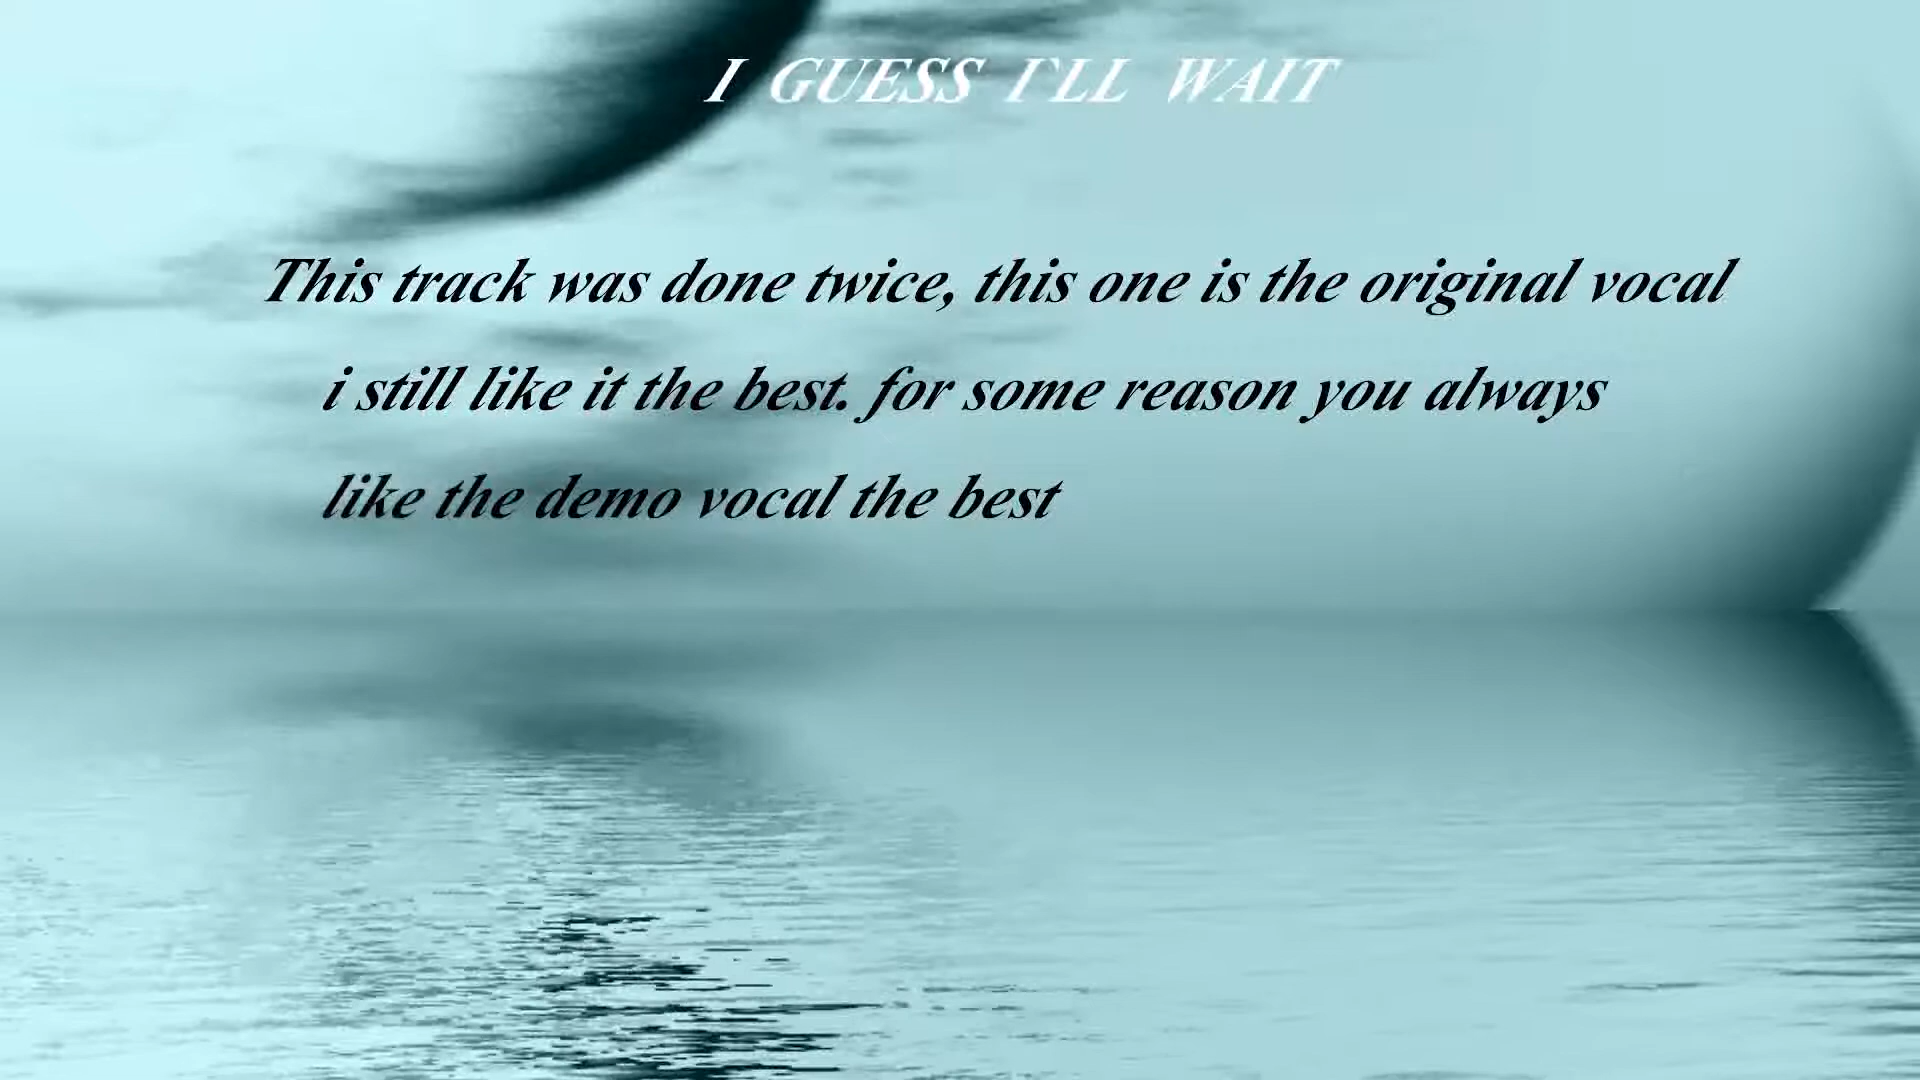 I GUESS I`LL WAIT
This track was done twice, this one is the original vocal
i still like it the best. for some reason you always
like the demo vocal the best